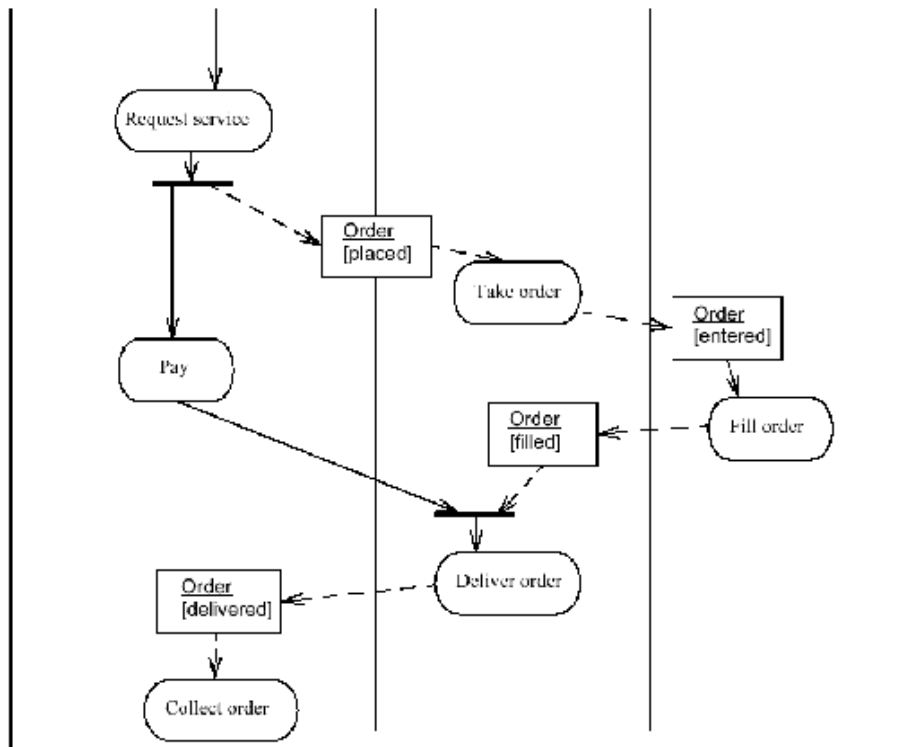 Request service
Order
[placed]
Take order
Order
[entered]
Pay
Order
[filled]
Fill order
Deliver order
Order
[delivered]
Collect order